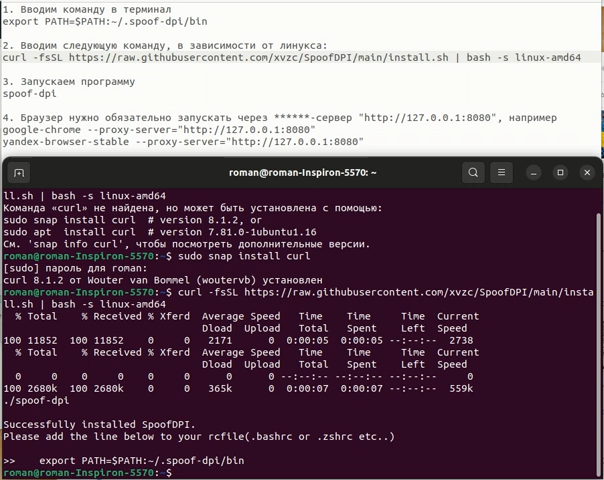 1. Вводим команду в терминал
export PATH=$PATH:~/.spoof-dpi/bin
2. Вводим следующую команду, в зависимости от линукса:
curl -fsSL https://raw.githubusercontent.com/xvzc/SpoofDPI/main/install.sh | bash -s linux-amd64
3. Запускаем программу
spoof-dpi
4. Браузер нужно обязательно запускать через ******-сервер "http://127.0.0.1:8080", например
google-chrome --proxy-server="http://127.0.0.1:8080"
yandex-browser-stable --proxy-server="http://127.0.0.1:8080"
roman@roman-Inspiron-5570: ~
ll.sh | bash -s linux-amd64
Команда «curl» не найдена, но может быть установлена с помощью:
sudo snap install curl  # version 8.1.2, or
sudo apt  install curl  # version 7.81.0-1ubuntu1.16
См. 'snap info curl', чтобы посмотреть дополнительные версии.
roman@roman-Inspiron-5570:~$ sudo snap install curl
[sudo] пароль для roman:
curl 8.1.2 от Wouter van Bommel (woutervb) установлен
roman@roman-Inspiron-5570:~$ curl -fsSL https://raw.githubusercontent.com/xvzc/SpoofDPI/main/insta
ll.sh | bash -s linux-amd64
  % Total    % Received % Xferd  Average Speed   Time    Time     Time  Current
                                 Dload  Upload   Total   Spent    Left  Speed
100 11852  100 11852    0     0   2171      0  0:00:05  0:00:05 --:--:--  2738
  % Total    % Received % Xferd  Average Speed   Time    Time     Time  Current
                                 Dload  Upload   Total   Spent    Left  Speed
  0     0    0     0    0     0      0      0 --:--:-- --:--:-- --:--:--     0
100 2680k  100 2680k    0     0   365k      0  0:00:07  0:00:07 --:--:--  559k
./spoof-dpi
Successfully installed SpoofDPI.
Please add the line below to your rcfile(.bashrc or .zshrc etc..)
>>    export PATH=$PATH:~/.spoof-dpi/bin
roman@roman-Inspiron-5570:~$